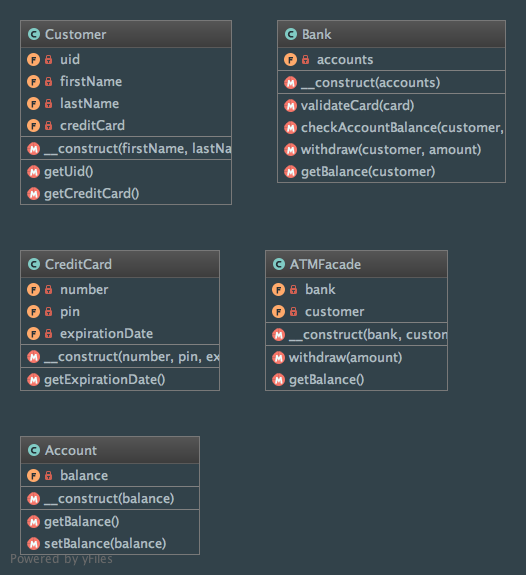 Customer
uid
firstName
lastName
creditCard
__construct(firstName, lastNa
getUid()
getCreditCard()
Bank
accounts
__construct(accounts)
validateCard(card)
checkAccountBalance(customer,
withdraw(customer, amount)
getBalance(customer)
CreditCard
number
pin
expirationDate
__construct(number, pin, ex
getExpirationDate()
ATMFacade
bank
customer
__construct(bank, custom
withdraw(amount)
getBalance()
Account
balance
__construct(balance)
getBalance()
setBalance(balance)
Powered by yFiles